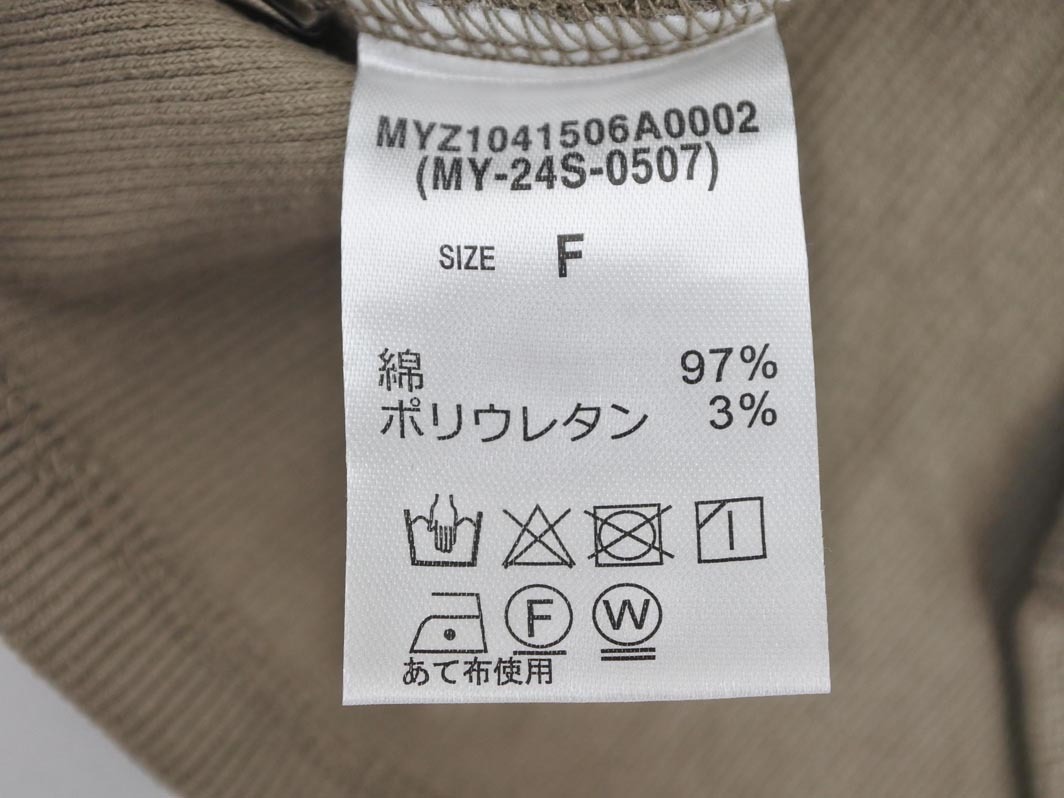 MYZ1041506A0002
(MY-24S-0507)
SIZE F
綿 97%
ポリウレタン 3%
F W
あて布使用